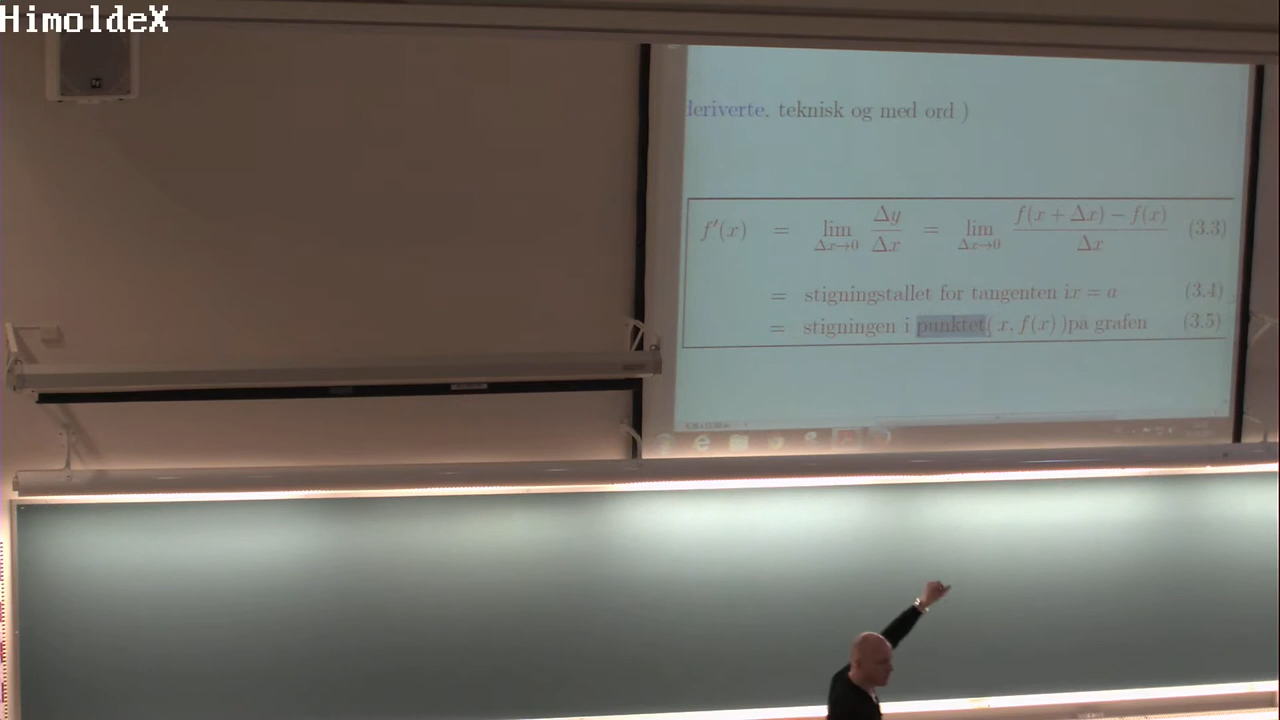 HimoldeX
deriverte, teknisk og med ord )
f'(x) = lim Δx→0 Δy/Δx = lim Δx→0 f(x + Δx) − f(x)/Δx (3.3)
= stigningstallet for tangenten ix = a (3.4)
= stigningen i punktet( x, f(x) )på grafen (3.5)